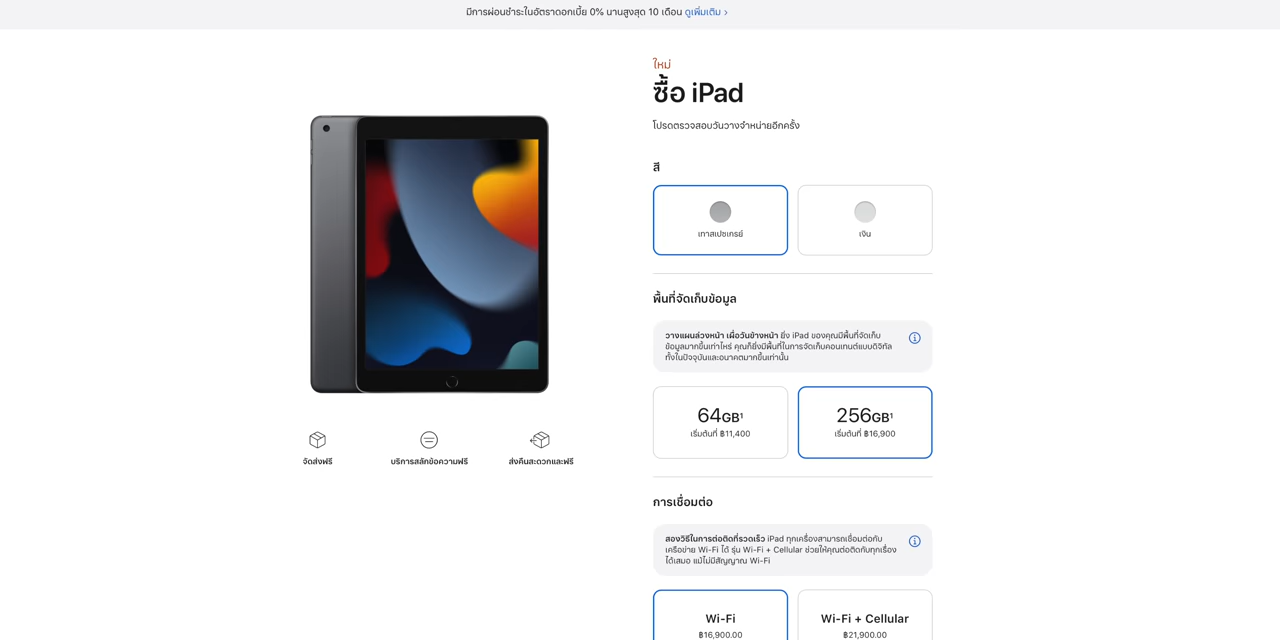 มีการผ่อนชำระในอัตราดอกเบี้ย 0% นานสูงสุด 10 เดือน ดูเพิ่มเติม >
ใหม่
ซื้อ iPad
โปรดตรวจสอบวันวางจำหน่ายอีกครั้ง
สี
เทาสเปซเกรย์
เงิน
พื้นที่จัดเก็บข้อมูล
วางแผนล่วงหน้า เผื่อวันข้างหน้า ยิ่ง iPad ของคุณมีพื้นที่จัดเก็บ
ข้อมูลมากขึ้นเท่าไหร่ คุณก็ยิ่งมีพื้นที่ในการจัดเก็บคอนเทนต์แบบดิจิทัล
ทั้งในปัจจุบันและอนาคตมากขึ้นเท่านั้น
64GB¹
เริ่มต้นที่ ฿11,400
256GB¹
เริ่มต้นที่ ฿16,900
จัดส่งฟรี
บริการสลักข้อความฟรี
ส่งคืนสะดวกและฟรี
การเชื่อมต่อ
สองวิธีในการต่อติดที่รวดเร็ว iPad ทุกเครื่องสามารถเชื่อมต่อกับ
เครือข่าย Wi-Fi ได้ รุ่น Wi-Fi + Cellular ช่วยให้คุณต่อติดกับทุกเรื่อง
ได้เสมอ แม้ไม่มีสัญญาณ Wi-Fi
Wi-Fi
฿16,900.00
Wi-Fi + Cellular
฿21,900.00